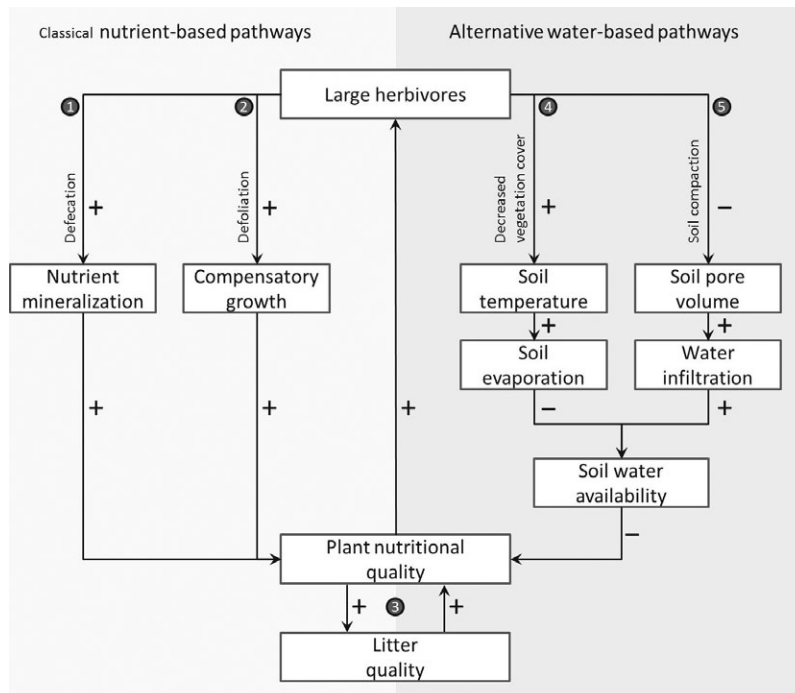 Classical nutrient-based pathways
Alternative water-based pathways
Large herbivores
1
2
4
5
Defecation
+
Defoliation
+
Decreased
vegetation cover
+
Soil compaction
−
Nutrient
mineralization
Compensatory
growth
Soil
temperature
Soil pore
volume
+
+
Soil
evaporation
Water
infiltration
+
+
+
−
+
Soil water
availability
−
Plant nutritional
quality
+
3
+
Litter
quality